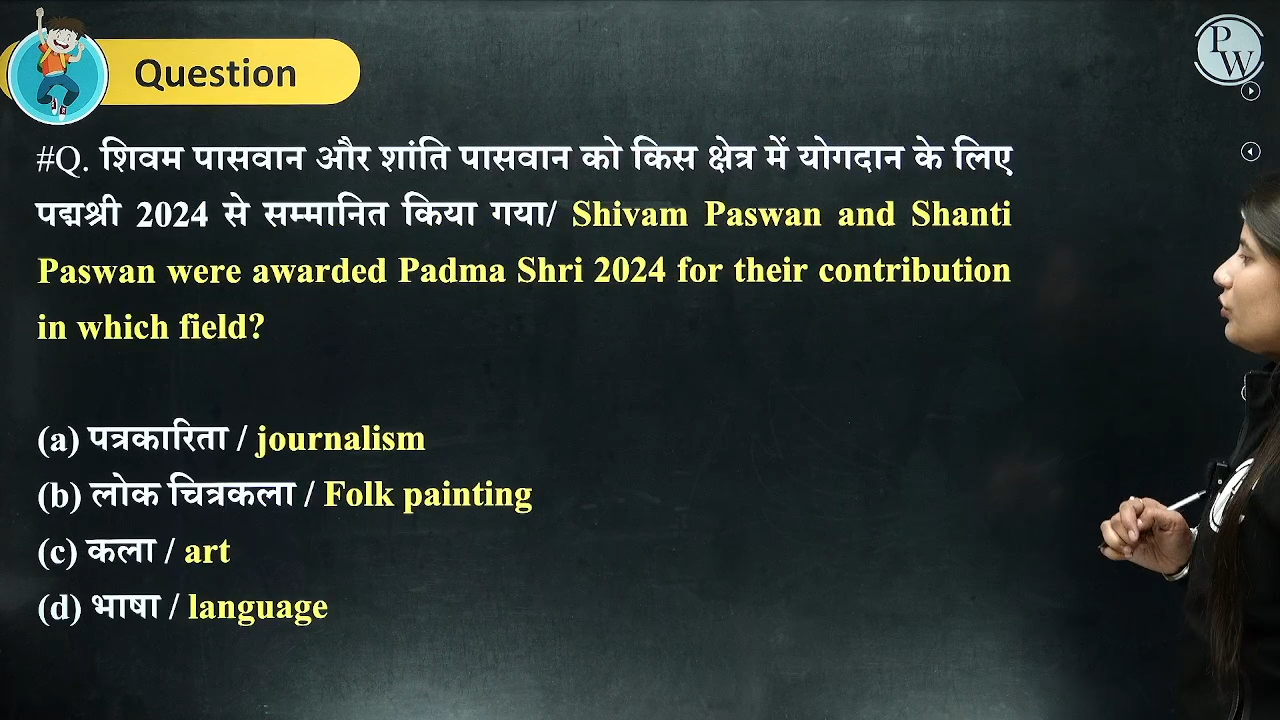 Question
PW
#Q. शिवम पासवान और शांति पासवान को किस क्षेत्र में योगदान के लिए
पद्मश्री 2024 से सम्मानित किया गया/ Shivam Paswan and Shanti
Paswan were awarded Padma Shri 2024 for their contribution
in which field?
(a) पत्रकारिता / journalism
(b) लोक चित्रकला / Folk painting
(c) कला / art
(d) भाषा / language